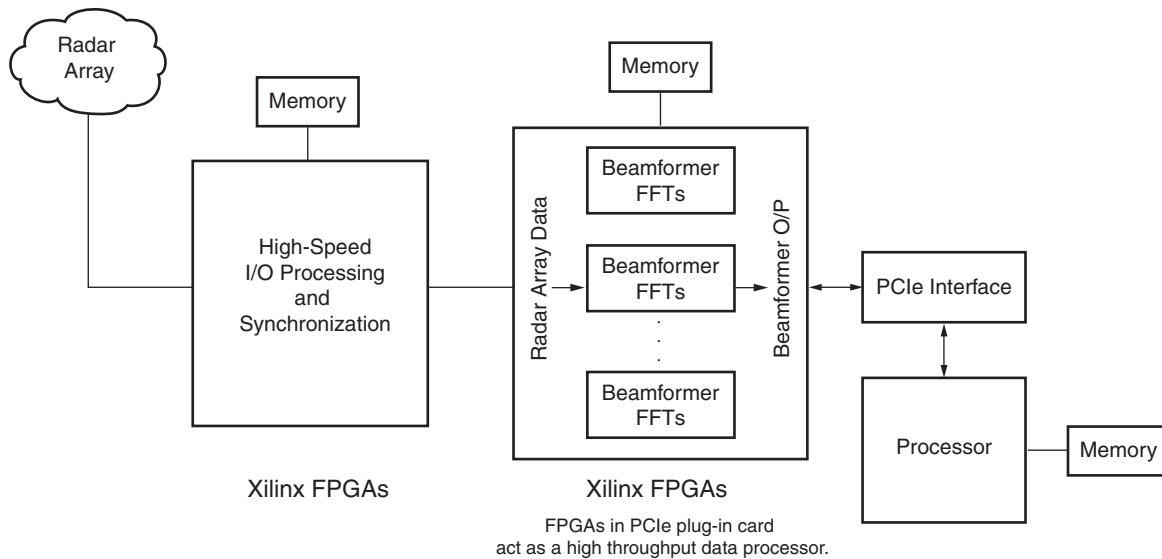 Radar
Array
Memory
High-Speed
I/O Processing
and
Synchronization
Xilinx FPGAs
Memory
Radar Array Data
Beamformer
FFTs
Beamformer
FFTs
.
.
.
Beamformer
FFTs
Beamformer O/P
Xilinx FPGAs
FPGAs in PCIe plug-in card
act as a high throughput data processor.
PCIe Interface
Processor
Memory